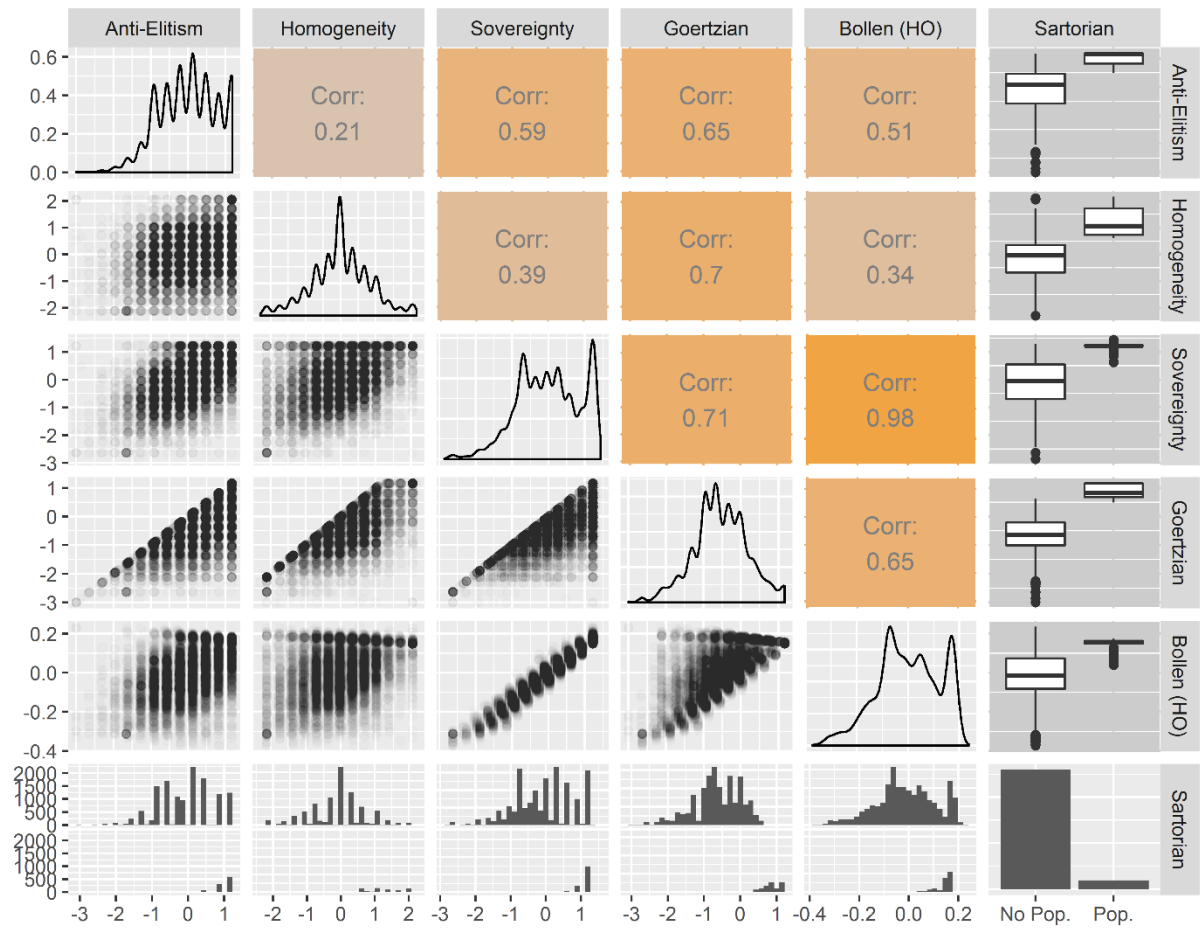 Anti-Elitism Homogeneity Sovereignty Goertzian Bollen (HO) Sartorian
0.6
0.4
0.2
0.0
Corr:
0.21
Corr:
0.59
Corr:
0.65
Corr:
0.51
Anti-Elitism
2
1
0
-1
-2
Corr:
0.39
Corr:
0.7
Corr:
0.34
Homogeneity
1
0
-1
-2
-3
Corr:
0.71
Corr:
0.98
Sovereignty
1
0
-1
-2
-3
Corr:
0.65
Goertzian
0.2
0.0
-0.2
-0.4
Bollen (HO)
2000
1500
1000
500
0
2000
1500
1000
500
0
Sartorian
-3 -2 -1 0 1
-2 -1 0 1 2
-3 -2 -1 0 1
-3 -2 -1 0 1
-0.4 -0.2 0.0 0.2
No Pop. Pop.